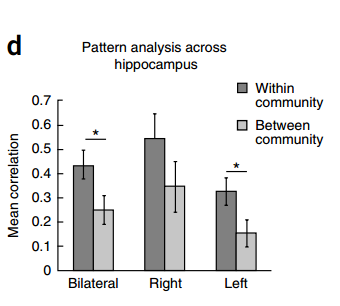 d
Pattern analysis across
hippocampus
Within
community
Between
community
Mean correlation
0.7
0.6
0.5
0.4
0.3
0.2
0.1
0
*
*
Bilateral Right Left